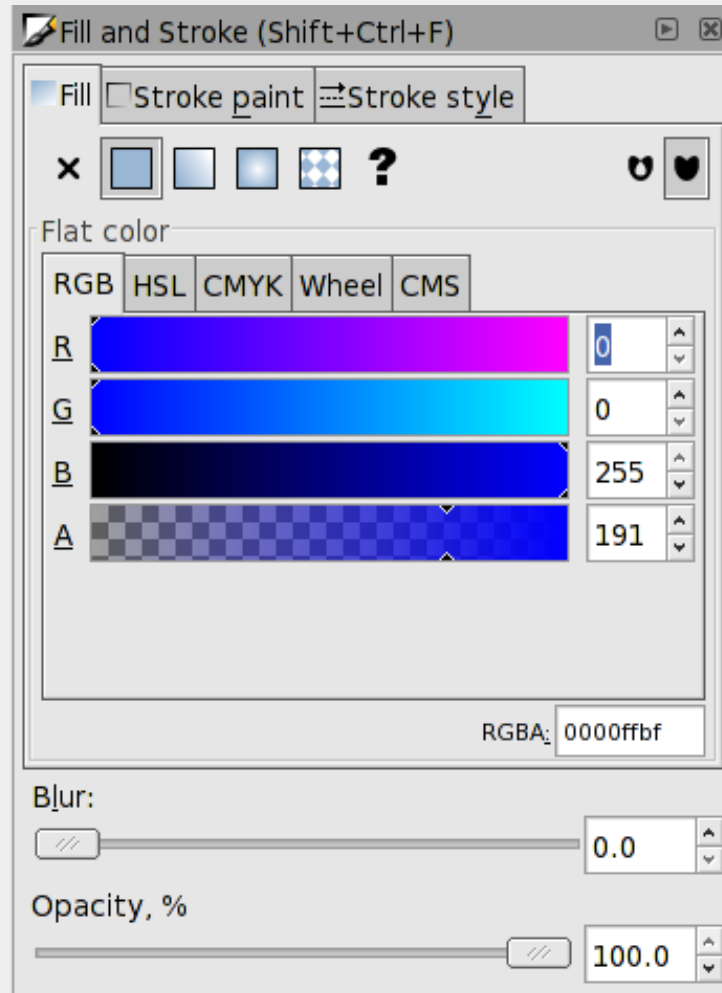 Fill and Stroke (Shift+Ctrl+F)
Fill Stroke paint Stroke style
?
Flat color
RGB HSL CMYK Wheel CMS
R 0
G 0
B 255
A 191
RGBA: 0000ffbf
Blur:
0.0
Opacity, %
100.0